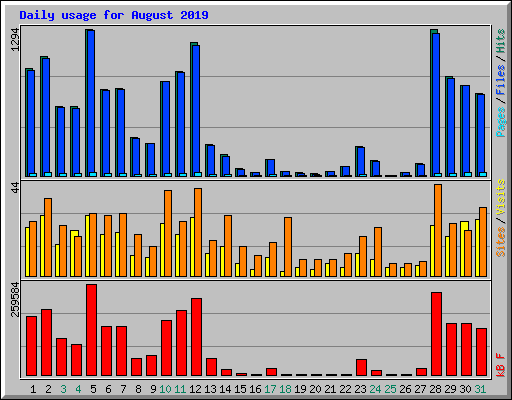 Daily usage for August 2019
1294
Pages / Files / Hits
44
Sites / Visits
259584
kB F
1 2 3 4 5 6 7 8 9 10 11 12 13 14 15 16 17 18 19 20 21 22 23 24 25 26 27 28 29 30 31